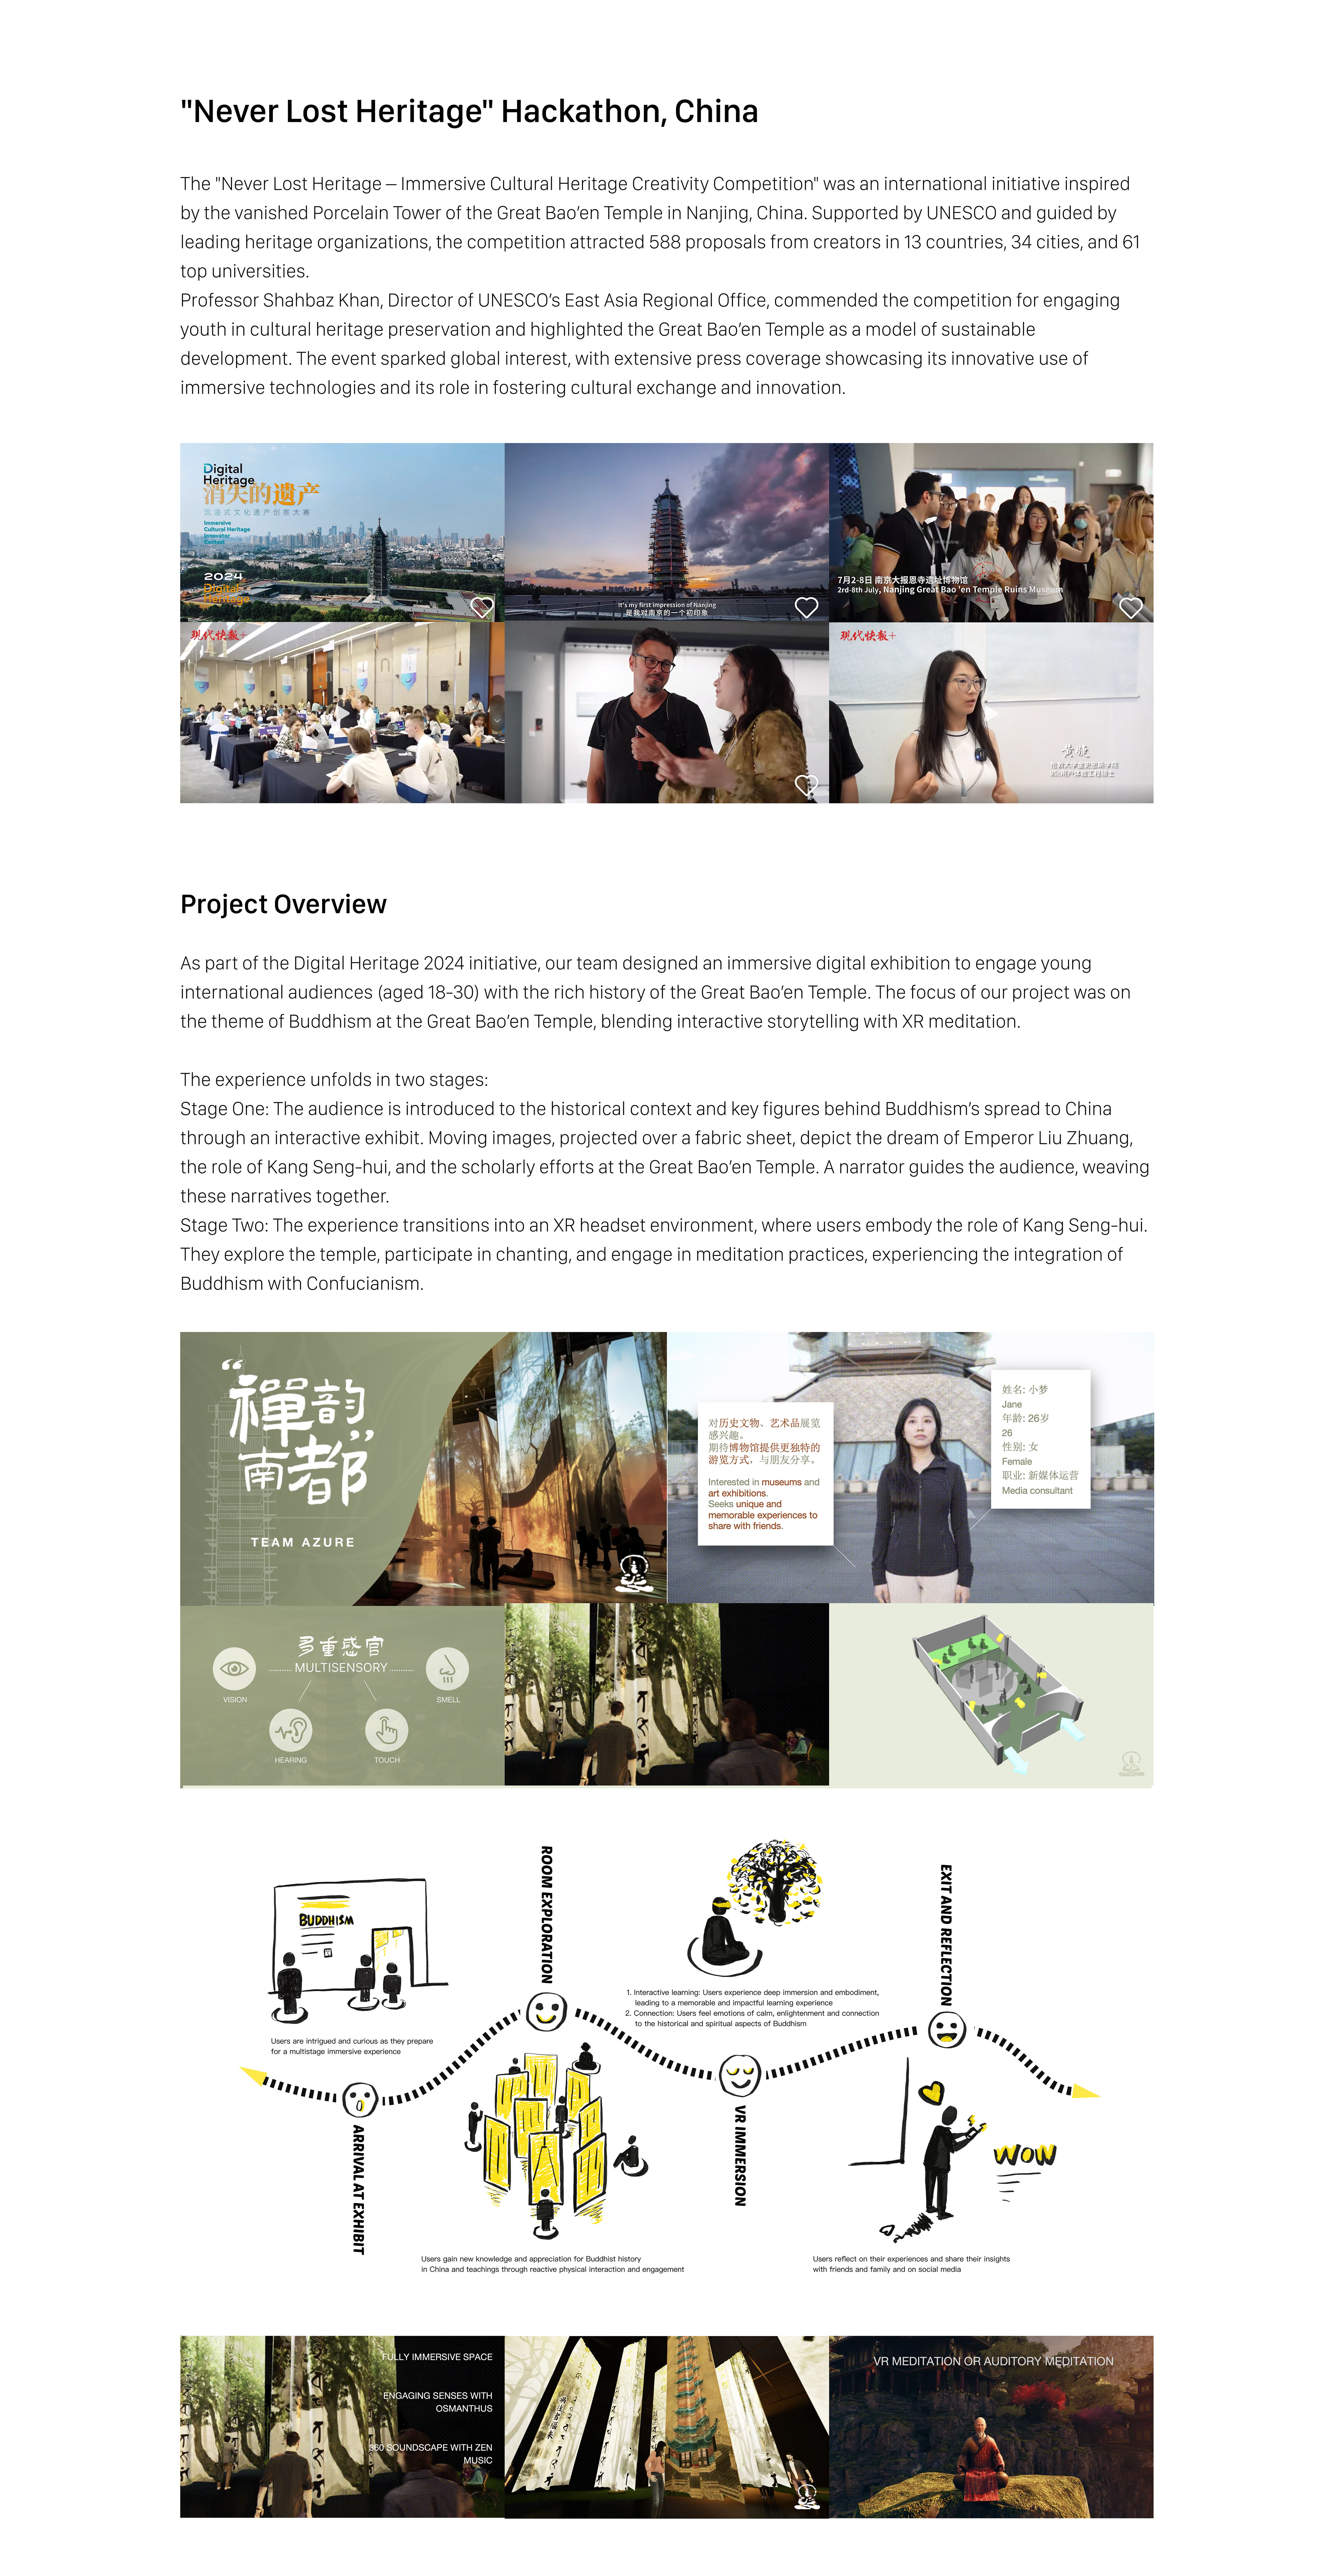 "Never Lost Heritage" Hackathon, China
The "Never Lost Heritage – Immersive Cultural Heritage Creativity Competition" was an international initiative inspired
by the vanished Porcelain Tower of the Great Bao’en Temple in Nanjing, China. Supported by UNESCO and guided by
leading heritage organizations, the competition attracted 588 proposals from creators in 13 countries, 34 cities, and 61
top universities.
Professor Shahbaz Khan, Director of UNESCO’s East Asia Regional Office, commended the competition for engaging
youth in cultural heritage preservation and highlighted the Great Bao’en Temple as a model of sustainable
development. The event sparked global interest, with extensive press coverage showcasing its innovative use of
immersive technologies and its role in fostering cultural exchange and innovation.
Digital
Heritage
消失的遗产
沉浸式文化遗产创新大赛
Immersive
Cultural Heritage
Innovator
Contest
2024
Digital
Heritage
It's my first impression of Nanjing
是我对南京的一个初印象
7月2-8日 南京大报恩寺遗址博物馆
2rd-8th July, Nanjing Great Bao 'en Temple Ruins Museum
现代快报+
现代快报+
Project Overview
As part of the Digital Heritage 2024 initiative, our team designed an immersive digital exhibition to engage young
international audiences (aged 18-30) with the rich history of the Great Bao’en Temple. The focus of our project was on
the theme of Buddhism at the Great Bao’en Temple, blending interactive storytelling with XR meditation.
The experience unfolds in two stages:
Stage One: The audience is introduced to the historical context and key figures behind Buddhism’s spread to China
through an interactive exhibit. Moving images, projected over a fabric sheet, depict the dream of Emperor Liu Zhuang,
the role of Kang Seng-hui, and the scholarly efforts at the Great Bao’en Temple. A narrator guides the audience, weaving
these narratives together.
Stage Two: The experience transitions into an XR headset environment, where users embody the role of Kang Seng-hui.
They explore the temple, participate in chanting, and engage in meditation practices, experiencing the integration of
Buddhism with Confucianism.
“禪韵
南都”
TEAM AZURE
对历史文物、艺术品展览
感兴趣。
期待博物馆提供更独特的
游览方式，与朋友分享。
Interested in museums and
art exhibitions.
Seeks unique and
memorable experiences to
share with friends.
姓名: 小梦
Jane
年龄: 26岁
26
性别: 女
Female
职业: 新媒体运营
Media consultant
多重感官
MULTISENSORY
VISION
SMELL
HEARING
TOUCH
BUDDHISM
Users are intrigued and curious as they prepare
for a multistage immersive experience
ARRIVAL AT EXHIBIT
ROOM EXPLORATION
Users gain new knowledge and appreciation for Buddhist history
in China and teachings through reactive physical interaction and engagement
1. Interactive learning: Users experience deep immersion and embodiment,
leading to a memorable and impactful learning experience
2. Connection: Users feel emotions of calm, enlightenment and connection
to the historical and spiritual aspects of Buddhism
VR IMMERSION
EXIT AND REFLECTION
WOW
Users reflect on their experiences and share their insights
with friends and family and on social media
FULLY IMMERSIVE SPACE
ENGAGING SENSES WITH
OSMANTHUS
360 SOUNDSCAPE WITH ZEN
MUSIC
VR MEDITATION OR AUDITORY MEDITATION